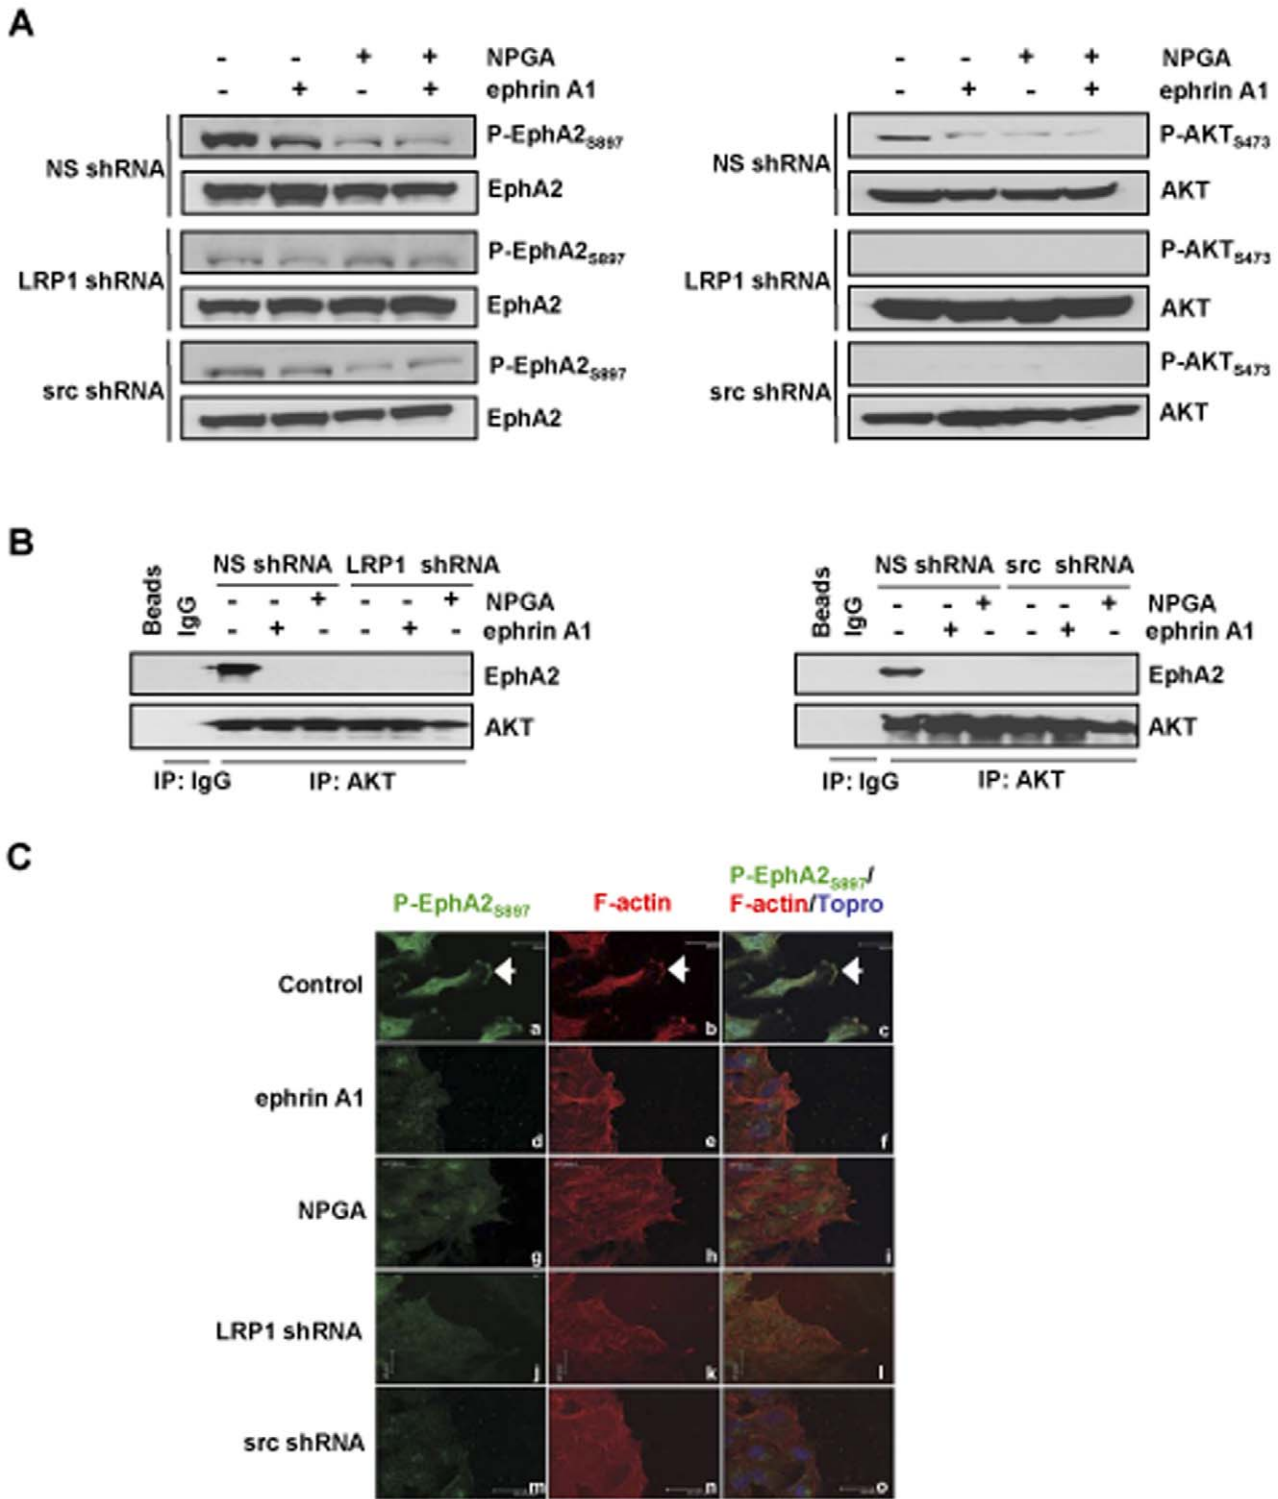 A
- - + + NPGA
- + - + ephrin A1
NS shRNA
P-EphA2S897
EphA2
LRP1 shRNA
P-EphA2S897
EphA2
src shRNA
P-EphA2S897
EphA2
- - + + NPGA
- + - + ephrin A1
NS shRNA
P-AKTS473
AKT
LRP1 shRNA
P-AKTS473
AKT
src shRNA
P-AKTS473
AKT
B
Beads
IgG
NS shRNA LRP1 shRNA
- - + - - + NPGA
- + - - + - ephrin A1
EphA2
AKT
IP: IgG IP: AKT
Beads
IgG
NS shRNA src shRNA
- - + - - + NPGA
- + - - + - ephrin A1
EphA2
AKT
IP: IgG IP: AKT
C
P-EphA2S897
F-actin
P-EphA2S897/
F-actin/Topro
Control
a b c
ephrin A1
d e f
NPGA
g h i
LRP1 shRNA
j k l
src shRNA
m n o